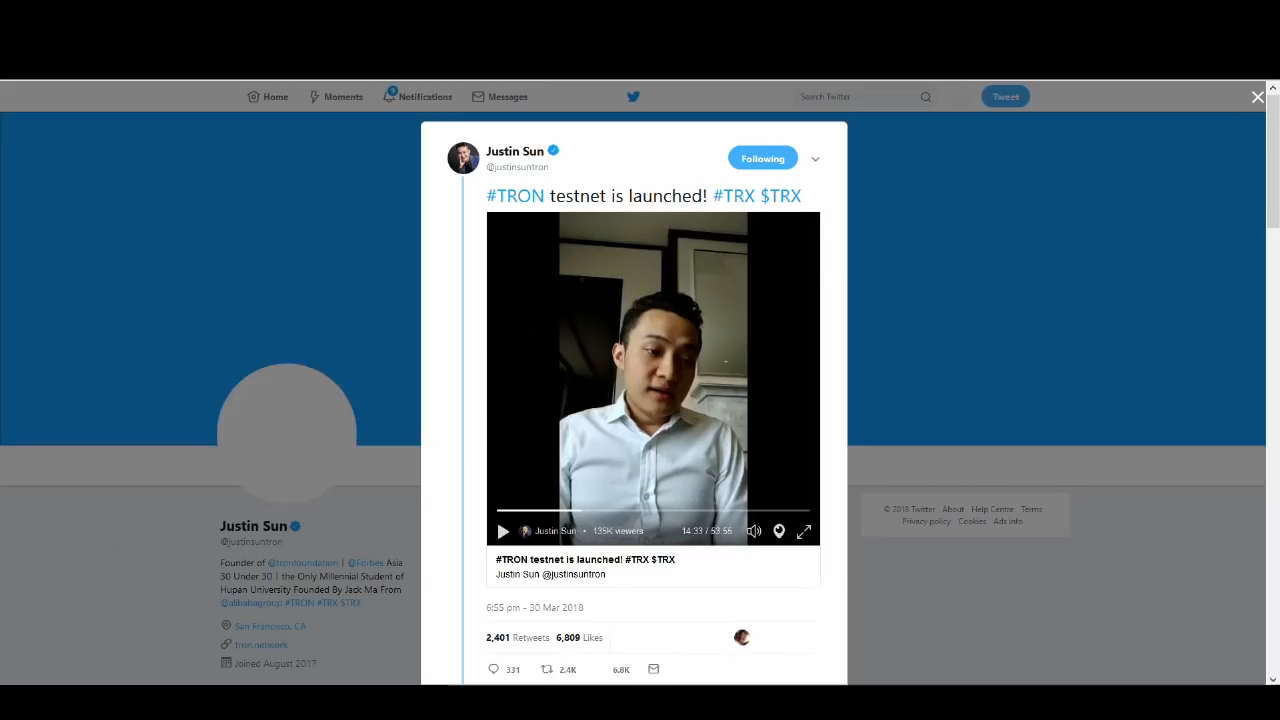 Home Moments 9 Notifications Messages Search Twitter Tweet
Justin Sun Following
@justinsuntron
#TRON testnet is launched! #TRX $TRX
Justin Sun • 135K viewers 14:33 / 53:55
#TRON testnet is launched! #TRX $TRX
Justin Sun @justinsuntron
6:55 pm - 30 Mar 2018
2,401 Retweets 6,809 Likes
331 2.4K 6.8K
Justin Sun
@justinsuntron
Founder of @tronfoundation | @Forbes Asia
30 Under 30 | the Only Millennial Student of
Hupan University Founded By Jack Ma From
@alibabagroup #TRON #TRX $TRX
San Francisco, CA
tron.network
Joined August 2017
© 2018 Twitter About Help Centre Terms
Privacy policy Cookies Ads info